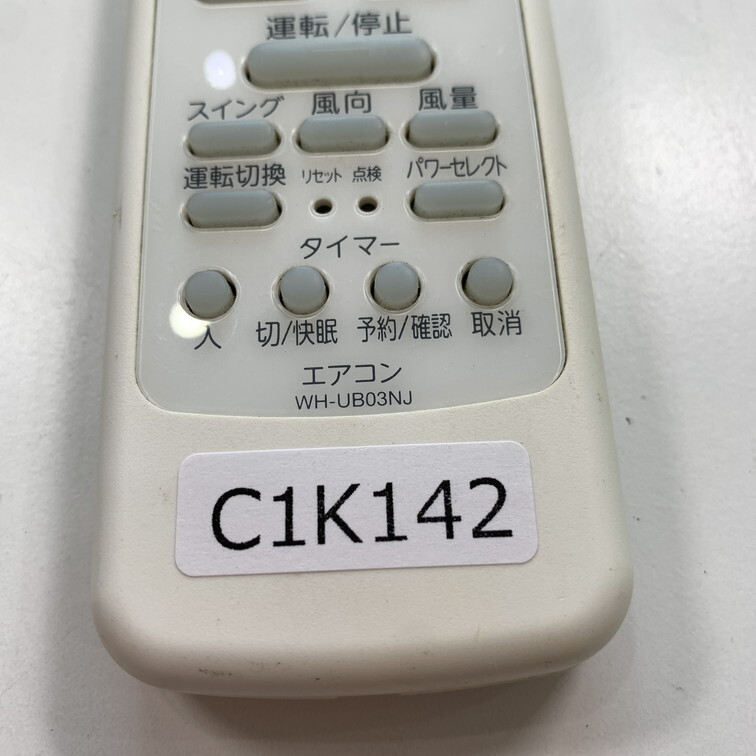 運転/停止
スイング 風向 風量
運転切換 リセット 点検 パワーセレクト
タイマー
入 切/快眠 予約/確認 取消
エアコン
WH-UB03NJ
C1K142